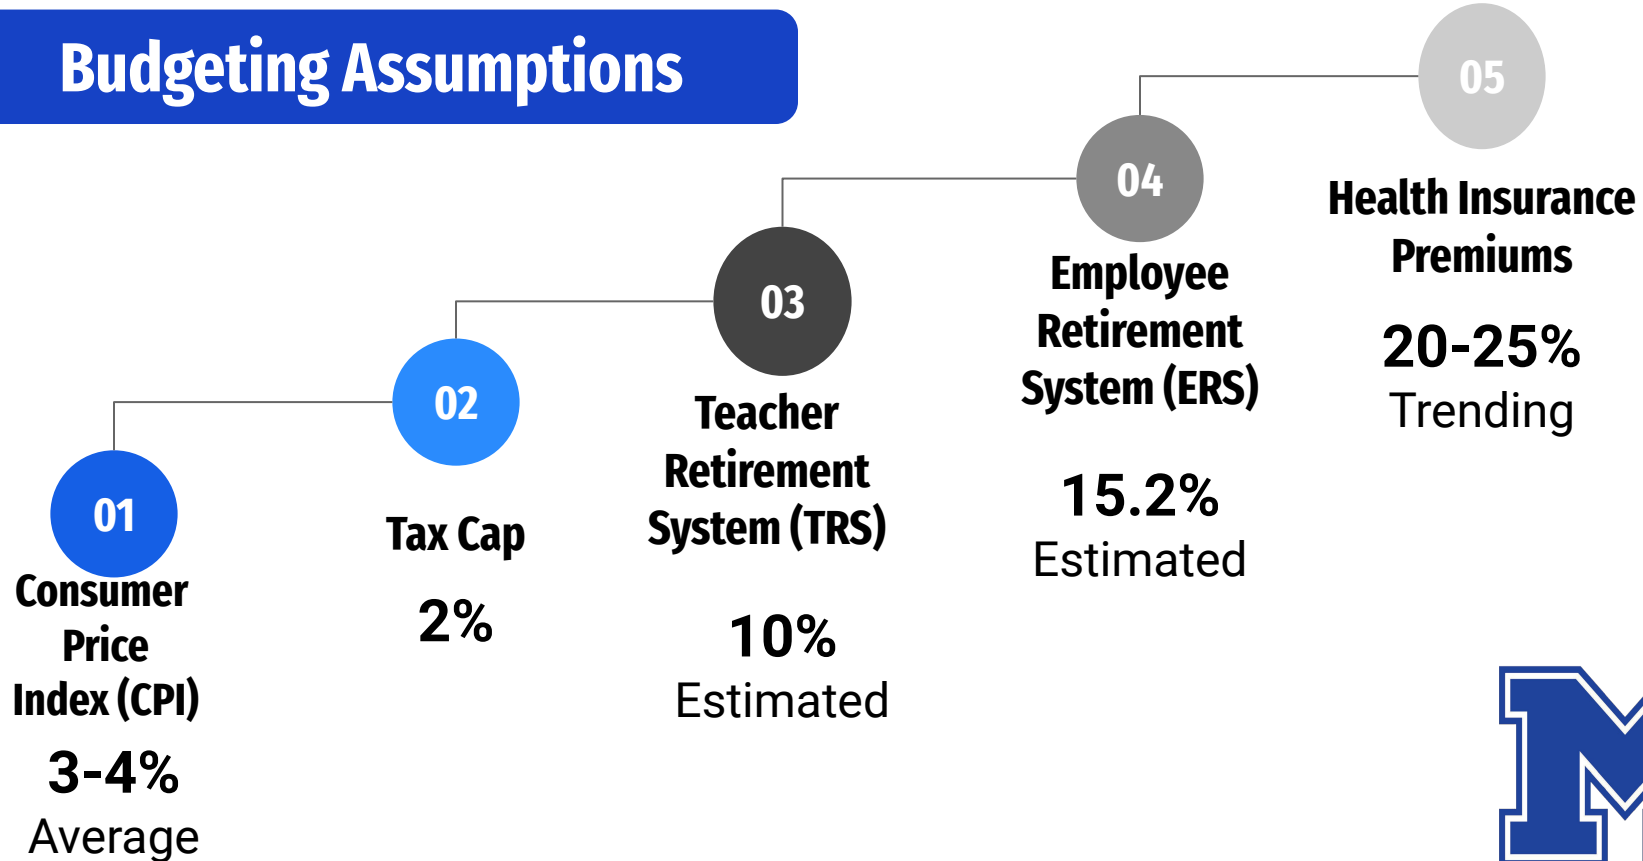 Budgeting Assumptions
01
Consumer
Price
Index (CPI)
3-4%
Average
02
Tax Cap
2%
03
Teacher
Retirement
System (TRS)
10%
Estimated
04
Employee
Retirement
System (ERS)
15.2%
Estimated
05
Health Insurance
Premiums
20-25%
Trending
M